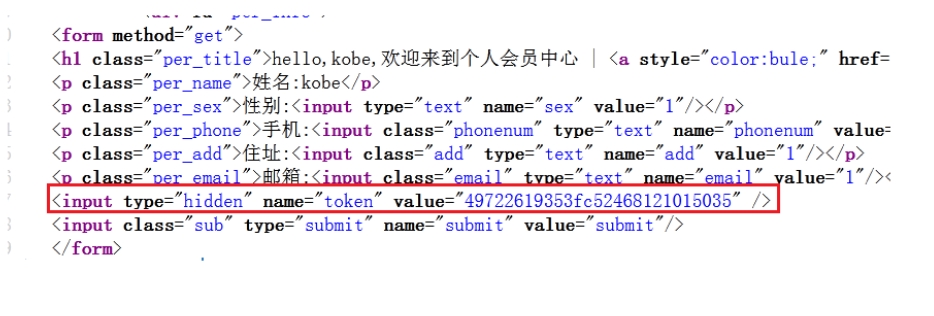 <form method="get">
<h1 class="per_title">hello,kobe,欢迎来到个人会员中心 | <a style="color:bule;" href=
<p class="per_name">姓名:kobe</p>
<p class="per_sex">性别:<input type="text" name="sex" value="1"/></p>
<p class="per_phone">手机:<input class="phonenum" type="text" name="phonenum" value=
<p class="per_add">住址:<input class="add" type="text" name="add" value="1"/></p>
<p class="per_email">邮箱:<input class="email" type="text" name="email" value="1"/><
<input type="hidden" name="token" value="49722619353fc52468121015035" />
<input class="sub" type="submit" name="submit" value="submit"/>
</form>